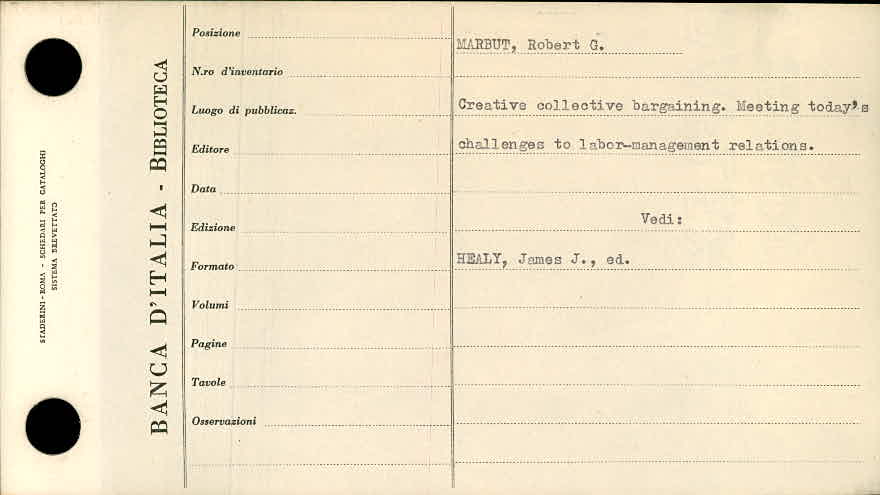 STADERINI-ROMA - SCHEDARI PER CATALOGHI
SISTEMA BREVETTATO
BANCA D'ITALIA - BIBLIOTECA
Posizione
N.ro d'inventario
Luogo di pubblicaz.
Editore
Data
Edizione
Formato
Volumi
Pagine
Tavole
Osservazioni
MARBUT, Robert G.
Creative collective bargaining. Meeting today's
challenges to labor-management relations.
Vedi:
HEALY, James J., ed.